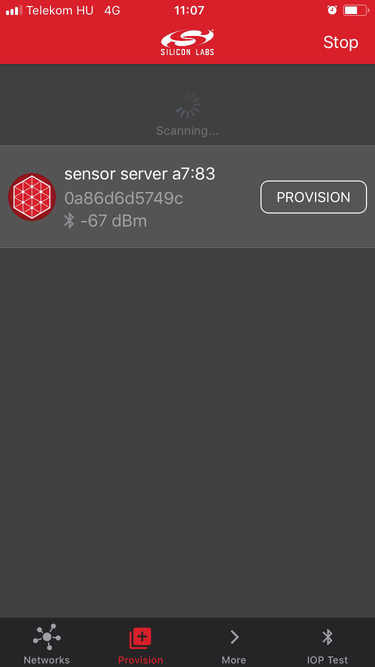 Telekom HU 4G 11:07
SILICON LABS
Stop
Scanning...
sensor server a7:83
0a86d6d5749c
-67 dBm
PROVISION
Networks
Provision
More
IOP Test